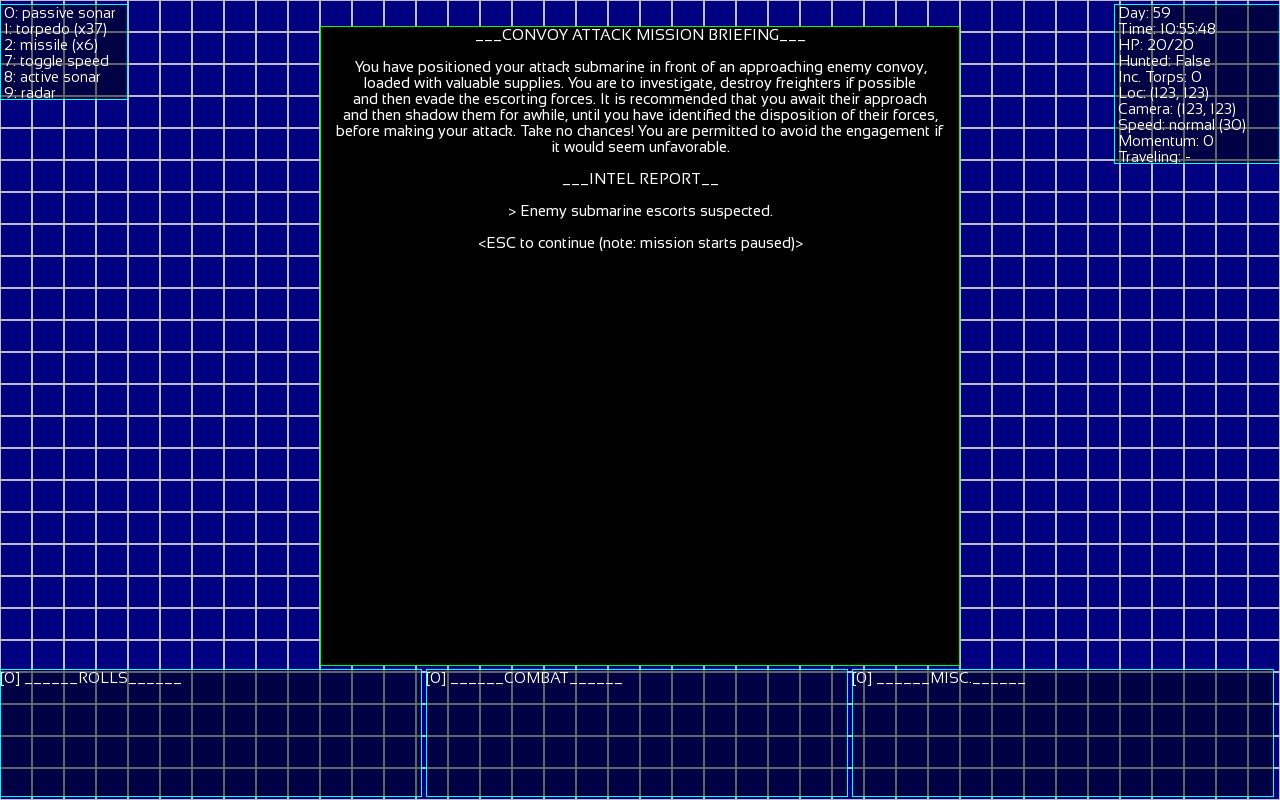 0: passive sonar
1: torpedo (x37)
2: missile (x6)
7: toggle speed
8: active sonar
9: radar
___CONVOY ATTACK MISSION BRIEFING___
You have positioned your attack submarine in front of an approaching enemy convoy,
loaded with valuable supplies. You are to investigate, destroy freighters if possible
and then evade the escorting forces. It is recommended that you await their approach
and then shadow them for awhile, until you have identified the disposition of their forces,
before making your attack. Take no chances! You are permitted to avoid the engagement if
it would seem unfavorable.
___INTEL REPORT__
> Enemy submarine escorts suspected.
<ESC to continue (note: mission starts paused)>
Day: 59
Time: 10:55:48
HP: 20/20
Hunted: False
Inc. Torps: 0
Loc: (123, 123)
Camera: (123, 123)
Speed: normal (30)
Momentum: 0
Traveling: -
[0] ______ROLLS______
[0] ______COMBAT______
[0] ______MISC.______